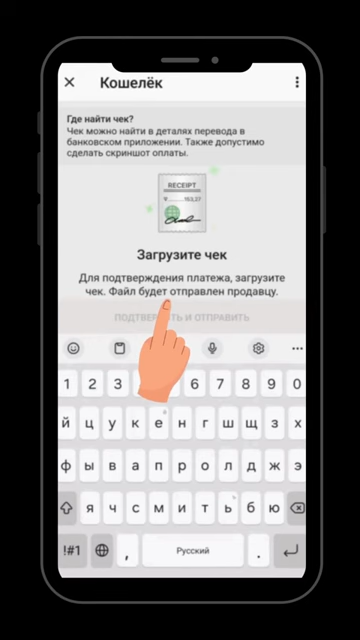 Кошелёк
Где найти чек?
Чек можно найти в деталях перевода в
банковском приложении. Также допустимо
сделать скриншот оплаты.
RECEIPT
Загрузите чек
Для подтверждения платежа, загрузите
чек. Файл будет отправлен продавцу.
И ОТПРАВИТЬ
1 2 3 6 7 8 9 0
й ц у к е н г ш щ з х
ф ы в а п р о л д ж э
я ч с м и т ь б ю
!#1 , Русский .